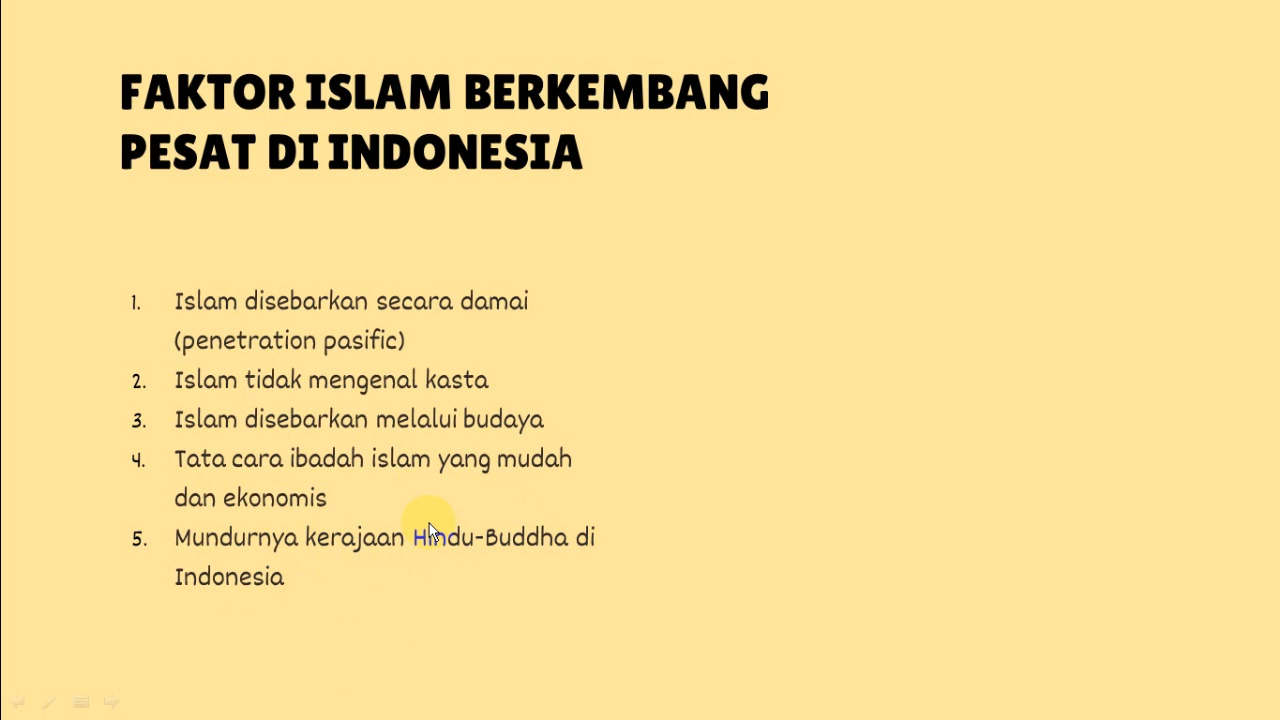 FAKTOR ISLAM BERKEMBANG
PESAT DI INDONESIA
1. Islam disebarkan secara damai
(penetration pasific)
2. Islam tidak mengenal kasta
3. Islam disebarkan melalui budaya
4. Tata cara ibadah islam yang mudah
dan ekonomis
5. Mundurnya kerajaan Hindu-Buddha di
Indonesia